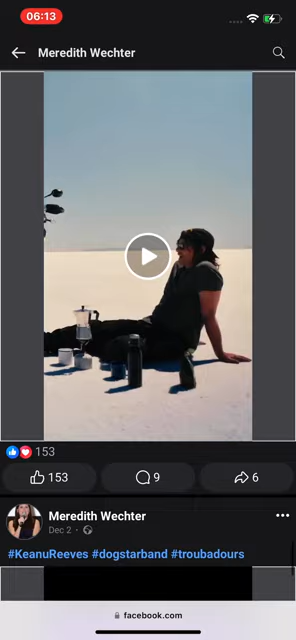 06:13
Meredith Wechter
153
153
9
6
Meredith Wechter
Dec 2 ·
#KeanuReeves #dogstarband #troubadours
facebook.com